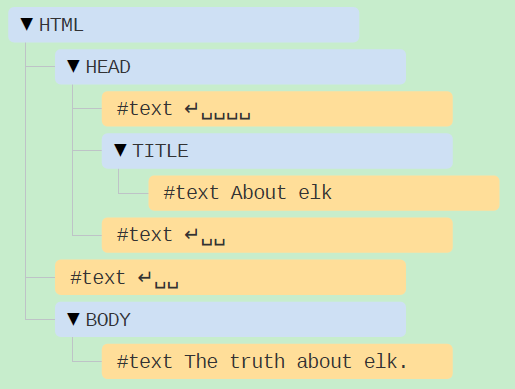 ▼ HTML
▼ HEAD
#text ↵␣␣␣␣
▼ TITLE
#text About elk
#text ↵␣␣
#text ↵␣␣
▼ BODY
#text The truth about elk.